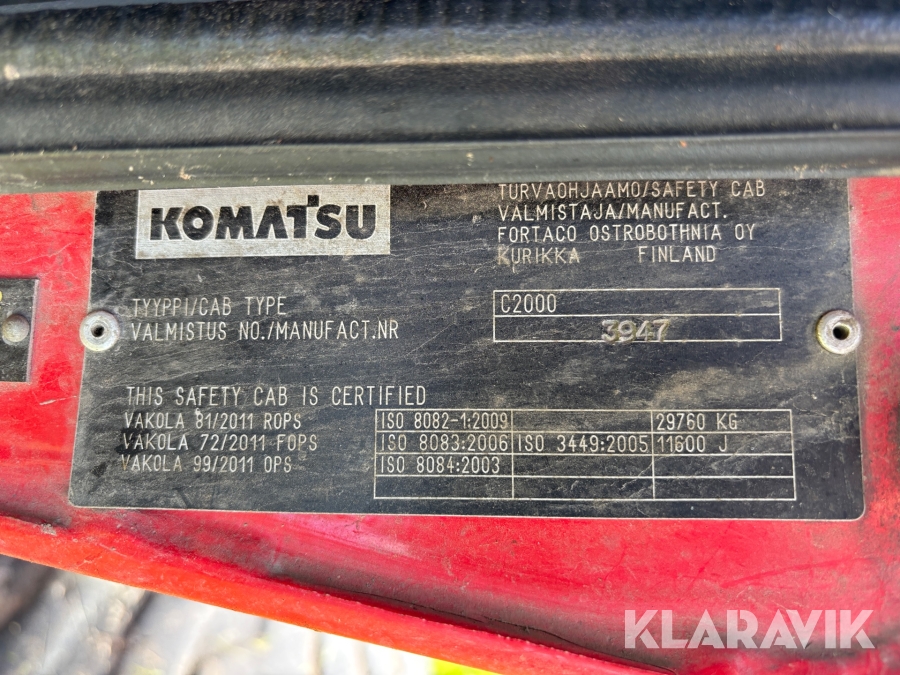 KOMATSU
TURVAOHJAAMO/SAFETY CAB
VALMISTAJA/MANUFACT.
FORTACO OSTROBOTHNIA OY
KURIKKA FINLAND
TYYPPI/CAB TYPE C2000
VALMISTUS NO./MANUFACT.NR 3947
THIS SAFETY CAB IS CERTIFIED
VAKOLA 81/2011 ROPS ISO 8082-1:2009 29760 KG
VAKOLA 72/2011 FOPS ISO 8083:2006 ISO 3449:2005 11600 J
VAKOLA 99/2011 OPS ISO 8084:2003
KLARAVIK